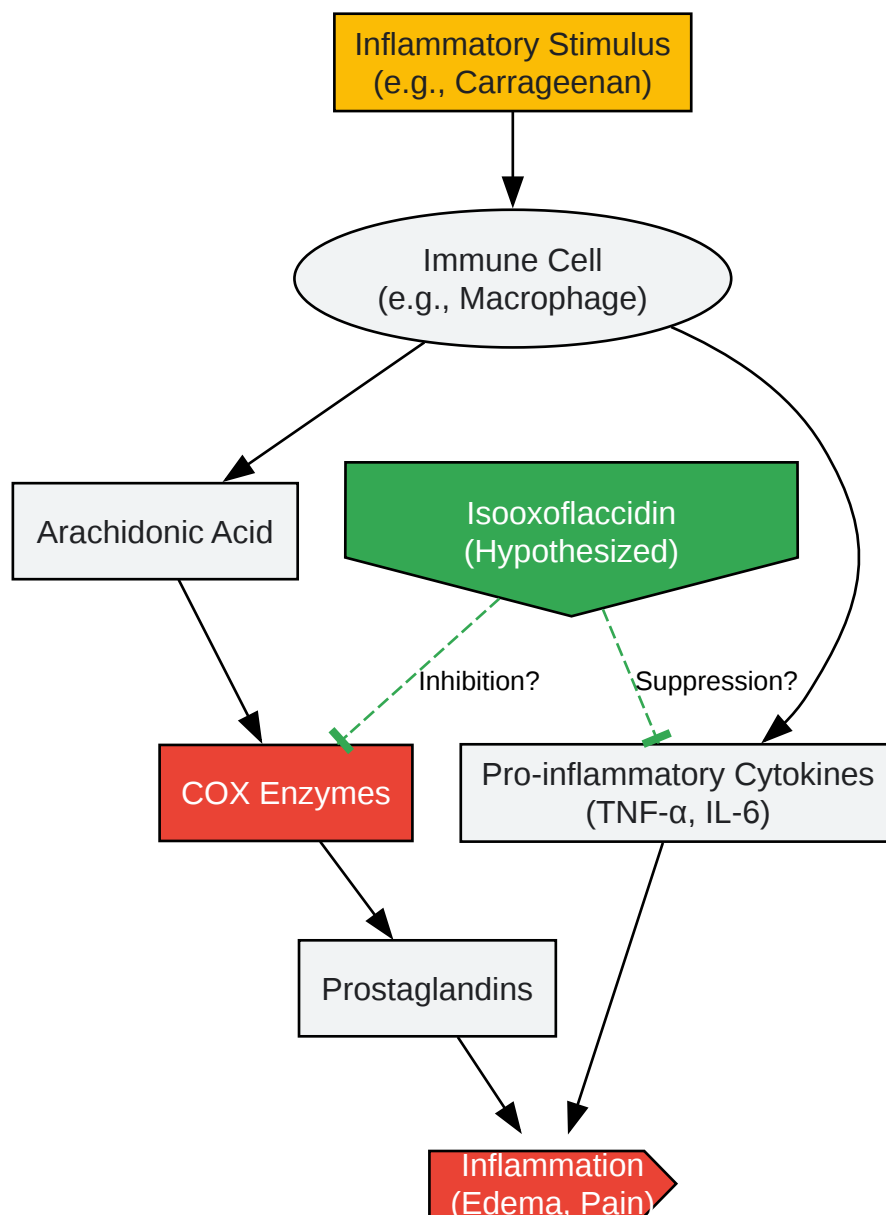 Inflammatory Stimulus
(e.g., Carrageenan)
Immune Cell
(e.g., Macrophage)
Arachidonic Acid
Isooxoflaccidin
(Hypothesized)
Inhibition?
Suppression?
COX Enzymes
Pro-inflammatory Cytokines
(TNF-α, IL-6)
Prostaglandins
Inflammation
(Edema, Pain)